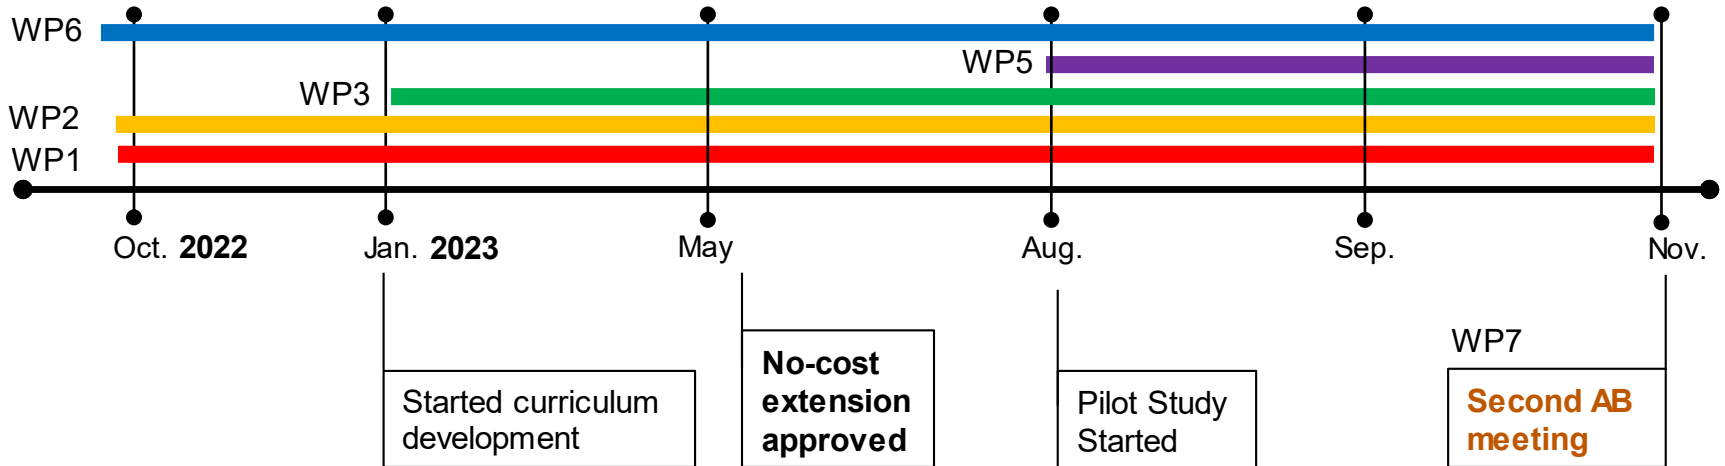 WP6
WP5
WP3
WP2
WP1
Oct. 2022
Jan. 2023
May
Aug.
Sep.
Nov.
Started curriculum
development
No-cost
extension
approved
Pilot Study
Started
WP7
Second AB
meeting